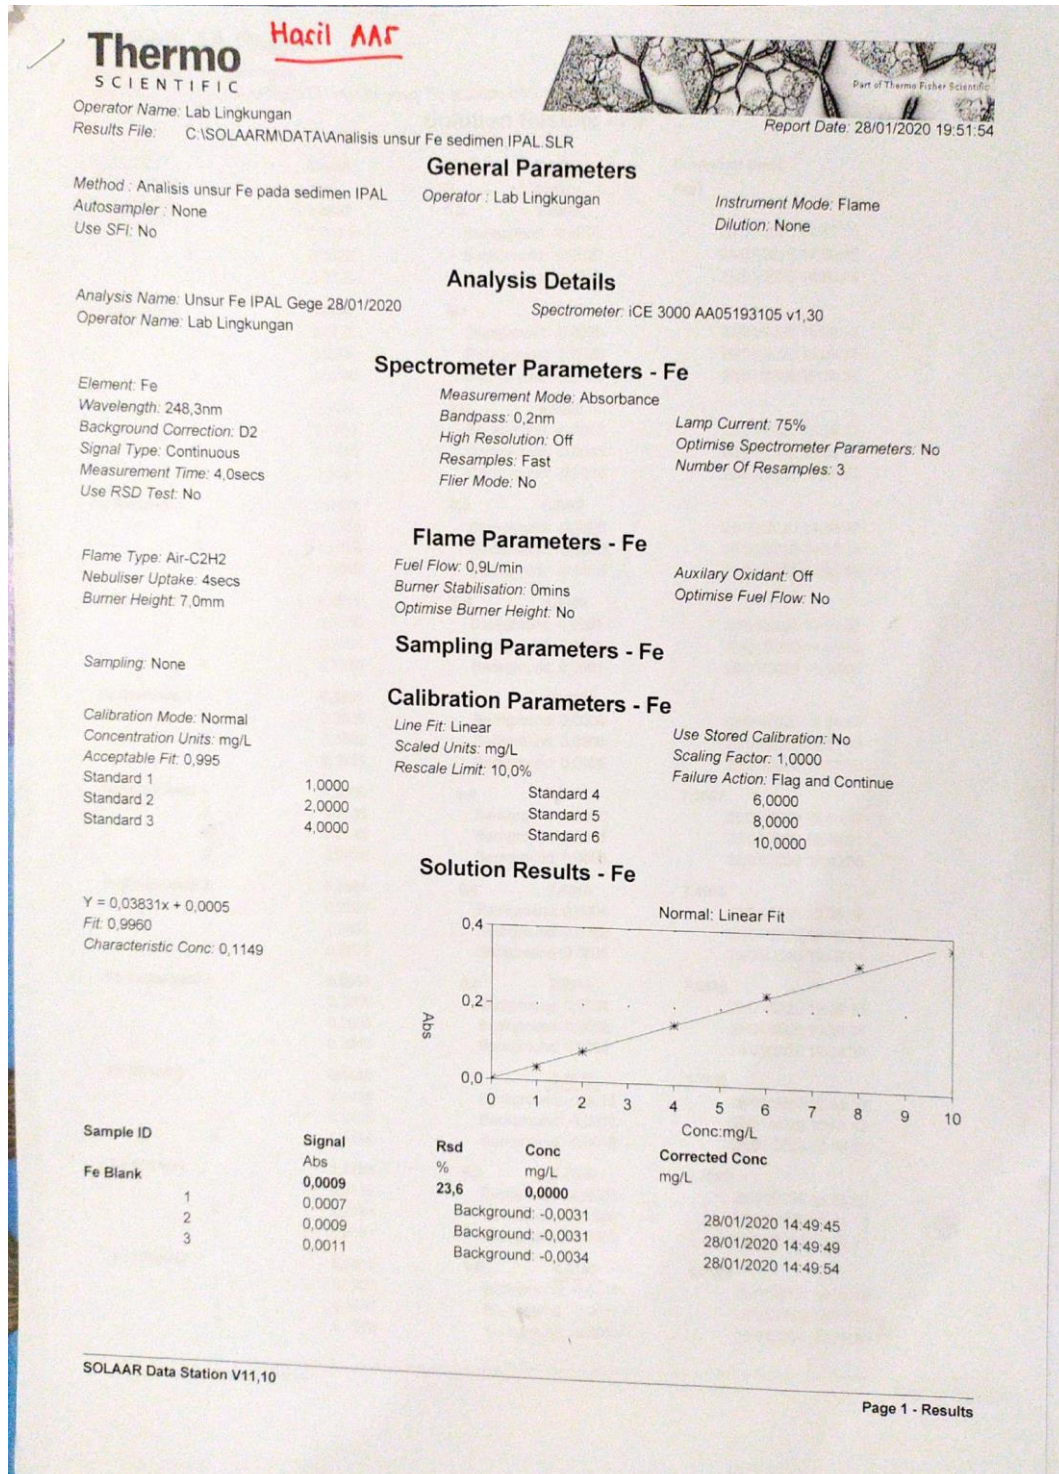 Hasil AAS
Thermo
SCIENTIFIC
Part of Thermo Fisher Scientific
Operator Name: Lab Lingkungan
Results File: C:\SOLAARM\DATA\Analisis unsur Fe sedimen IPAL.SLR
Report Date: 28/01/2020 19:51:54
General Parameters
Method : Analisis unsur Fe pada sedimen IPAL Operator : Lab Lingkungan Instrument Mode: Flame
Autosampler : None Dilution: None
Use SFI: No
Analysis Details
Analysis Name: Unsur Fe IPAL Gege 28/01/2020 Spectrometer: iCE 3000 AA05193105 v1,30
Operator Name: Lab Lingkungan
Spectrometer Parameters - Fe
Element: Fe Measurement Mode: Absorbance
Wavelength: 248,3nm Bandpass: 0,2nm Lamp Current: 75%
Background Correction: D2 High Resolution: Off Optimise Spectrometer Parameters: No
Signal Type: Continuous Resamples: Fast Number Of Resamples: 3
Measurement Time: 4,0secs Flier Mode: No
Use RSD Test: No
Flame Parameters - Fe
Flame Type: Air-C2H2 Fuel Flow: 0,9L/min Auxilary Oxidant: Off
Nebuliser Uptake: 4secs Burner Stabilisation: 0mins Optimise Fuel Flow: No
Burner Height: 7,0mm Optimise Burner Height: No
Sampling Parameters - Fe
Sampling: None
Calibration Parameters - Fe
Calibration Mode: Normal Line Fit: Linear Use Stored Calibration: No
Concentration Units: mg/L Scaled Units: mg/L Scaling Factor: 1,0000
Acceptable Fit: 0,995 Rescale Limit: 10,0% Failure Action: Flag and Continue
Standard 1 1,0000 Standard 4 6,0000
Standard 2 2,0000 Standard 5 8,0000
Standard 3 4,0000 Standard 6 10,0000
Solution Results - Fe
Y = 0,03831x + 0,0005
Fit: 0,9960
Characteristic Conc: 0,1149
Normal: Linear Fit
0,4
0,2
Abs
0,0
0 1 2 3 4 5 6 7 8 9 10
Conc:mg/L
Sample ID Signal Rsd Conc Corrected Conc
Abs % mg/L mg/L
Fe Blank 0,0009 23,6 0,0000
1 0,0007 Background: -0,0031 28/01/2020 14:49:45
2 0,0009 Background: -0,0031 28/01/2020 14:49:49
3 0,0011 Background: -0,0034 28/01/2020 14:49:54
SOLAAR Data Station V11,10
Page 1 - Results